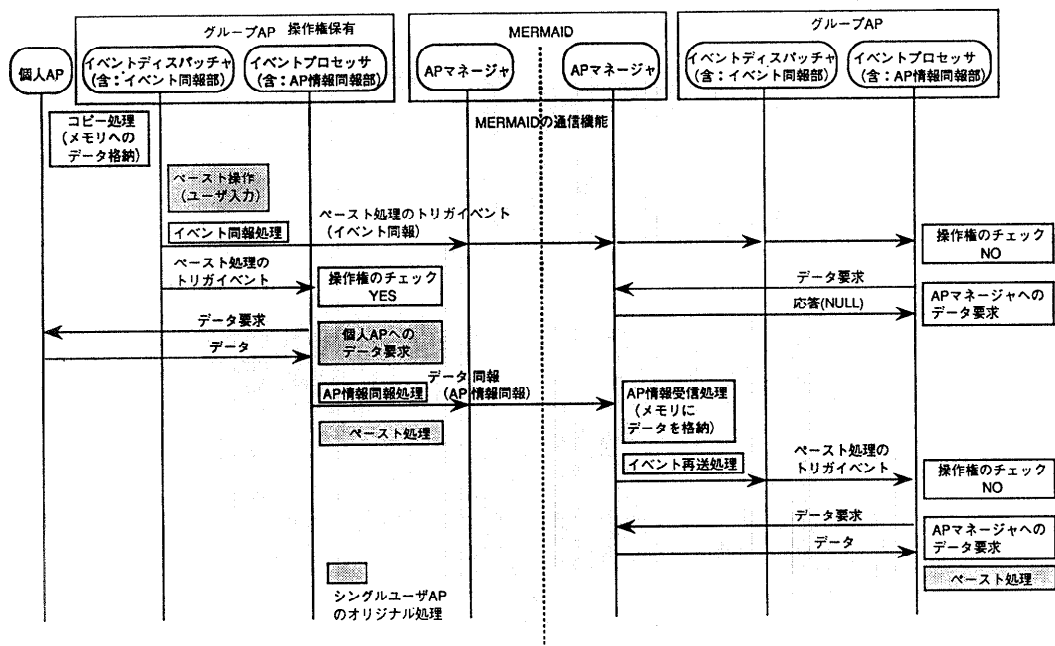 グループAP 操作権保有
MERMAID
グループAP
個人AP
イベントディスパッチャ
(含：イベント同報部)
イベントプロセッサ
(含：AP情報同報部)
APマネージャ
APマネージャ
イベントディスパッチャ
(含：イベント同報部)
イベントプロセッサ
(含：AP情報同報部)
コピー処理
(メモリへの
データ格納)
MERMAIDの通信機能
ペースト操作
(ユーザ入力)
ペースト処理のトリガイベント
(イベント同報)
イベント同報処理
操作権のチェック
NO
ペースト処理の
トリガイベント
操作権のチェック
YES
データ要求
応答(NULL)
APマネージャへの
データ要求
データ要求
データ
個人APへの
データ要求
データ同報
(AP情報同報)
AP情報同報処理
AP情報受信処理
(メモリに
データを格納)
ペースト処理
イベント再送処理
ペースト処理の
トリガイベント
操作権のチェック
NO
データ要求
データ
APマネージャへの
データ要求
ペースト処理
シングルユーザAP
のオリジナル処理